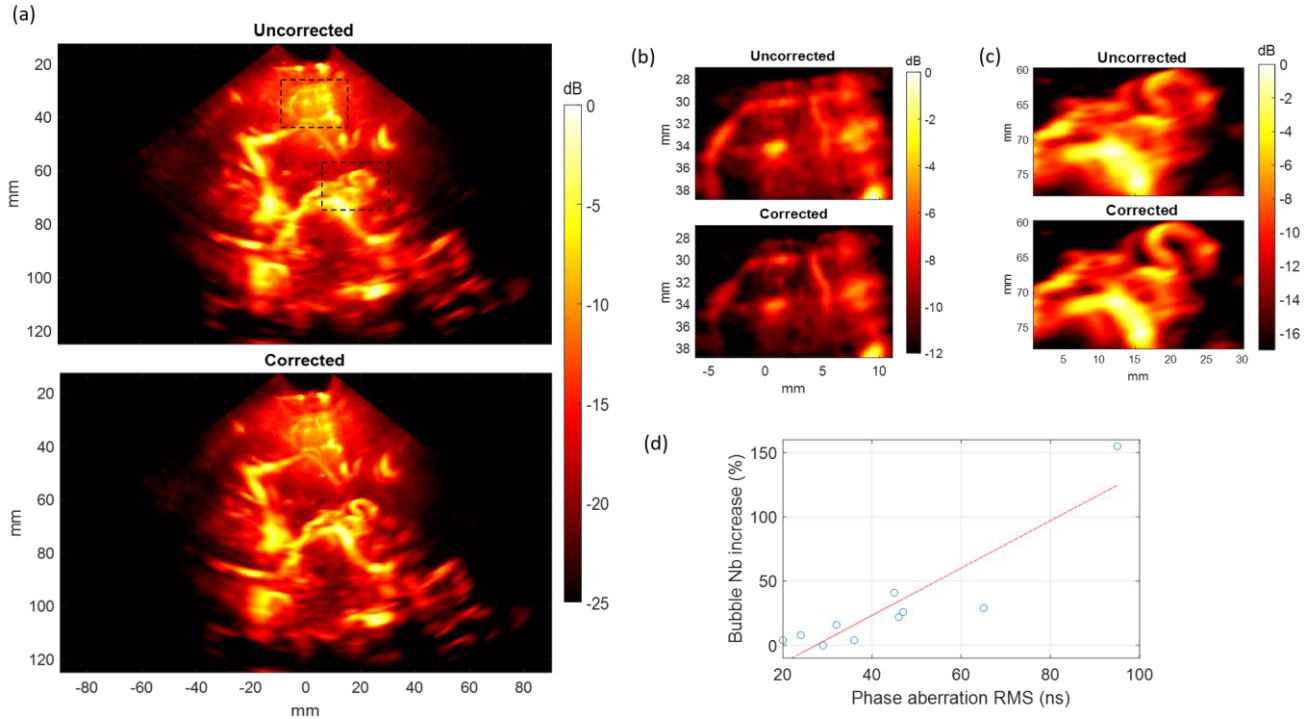 (a)
Uncorrected
20
40
60
80
100
120
mm
dB
0
-5
-10
-15
-20
-25
Corrected
20
40
60
80
100
120
mm
-80 -60 -40 -20 0 20 40 60 80
mm
(b)
Uncorrected
28
30
32
34
36
38
mm
dB
0
-2
-4
-6
-8
-10
-12
Corrected
28
30
32
34
36
38
mm
-5 0 5 10
mm
(c)
Uncorrected
60
65
70
75
mm
dB
0
-2
-4
-6
-8
-10
-12
-14
-16
Corrected
60
65
70
75
mm
5 10 15 20 25 30
mm
(d)
Bubble Nb increase (%)
150
100
50
0
20 40 60 80 100
Phase aberration RMS (ns)